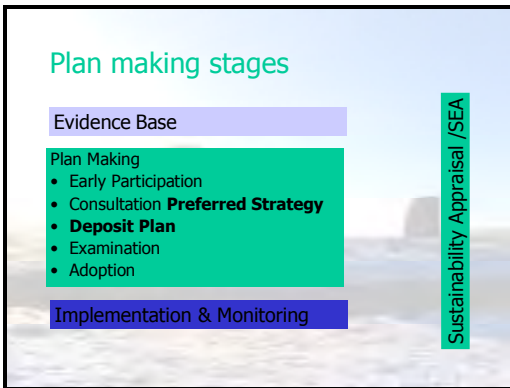 Plan making stages
Evidence Base
Plan Making
• Early Participation
• Consultation Preferred Strategy
• Deposit Plan
• Examination
• Adoption
Implementation & Monitoring
Sustainability Appraisal /SEA